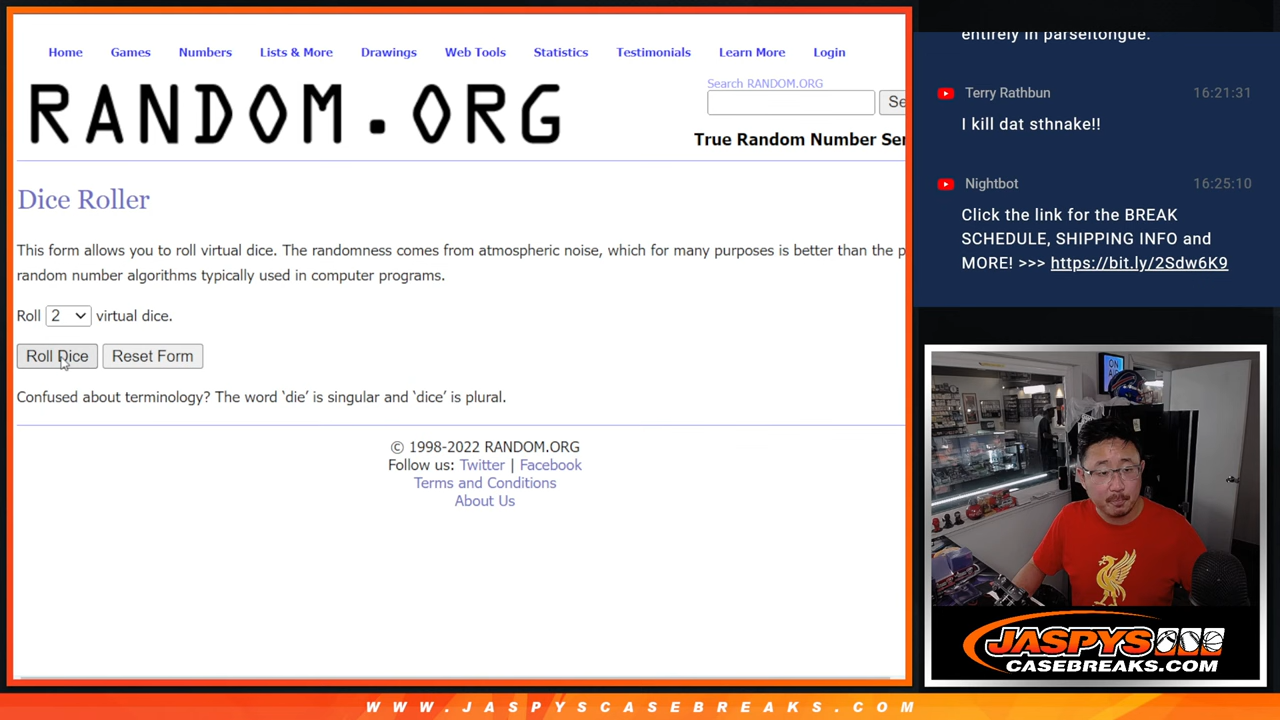 Home Games Numbers Lists & More Drawings Web Tools Statistics Testimonials Learn More Login
RANDOM.ORG
Search RANDOM.ORG
Se
True Random Number Ser
Dice Roller
This form allows you to roll virtual dice. The randomness comes from atmospheric noise, which for many purposes is better than the p
random number algorithms typically used in computer programs.
Roll 2 virtual dice.
Roll Dice Reset Form
Confused about terminology? The word ‘die’ is singular and ‘dice’ is plural.
© 1998-2022 RANDOM.ORG
Follow us: Twitter | Facebook
Terms and Conditions
About Us
entirely in parseltongue.
Terry Rathbun 16:21:31
I kill dat sthnake!!
Nightbot 16:25:10
Click the link for the BREAK
SCHEDULE, SHIPPING INFO and
MORE! >>> https://bit.ly/2Sdw6K9
ON
JASPYS
CASEBREAKS.COM
WWW.JASPYSCASEBREAKS.COM